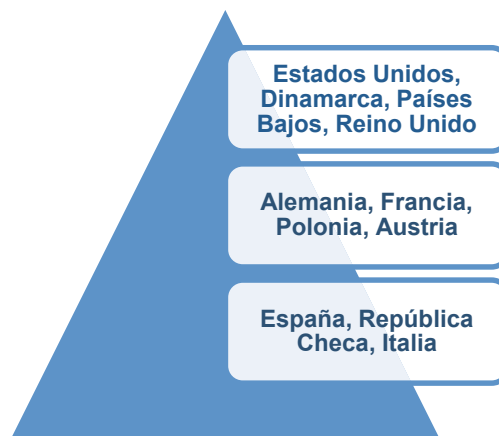 Estados Unidos,
Dinamarca, Países
Bajos, Reino Unido
Alemania, Francia,
Polonia, Austria
España, República
Checa, Italia